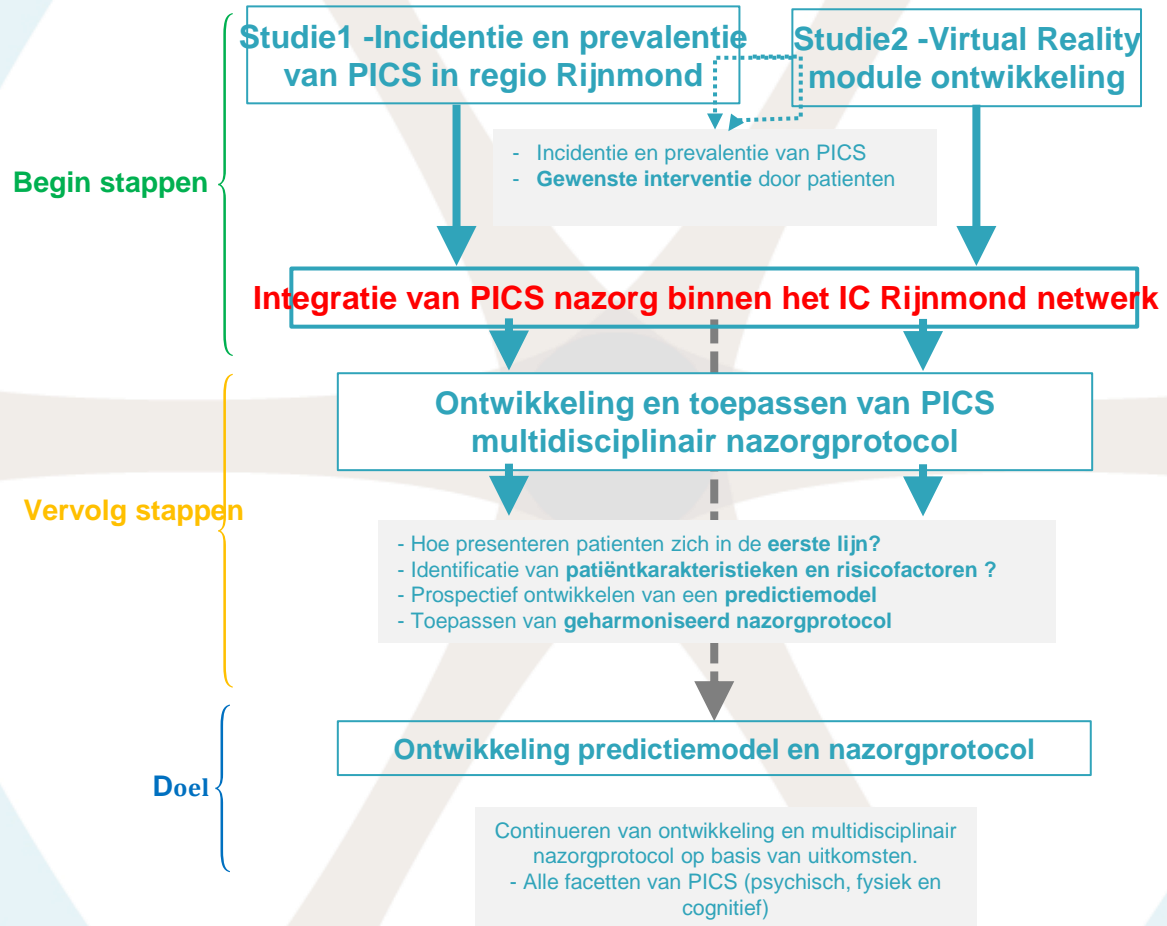 Studie1 -Incidentie en prevalentie
van PICS in regio Rijnmond
Studie2 -Virtual Reality
module ontwikkeling
- Incidentie en prevalentie van PICS
- Gewenste interventie door patienten
Begin stappen
Integratie van PICS nazorg binnen het IC Rijnmond netwerk
Ontwikkeling en toepassen van PICS
multidisciplinair nazorgprotocol
Vervolg stappen
- Hoe presenteren patienten zich in de eerste lijn?
- Identificatie van patiëntkarakteristieken en risicofactoren ?
- Prospectief ontwikkelen van een predictiemodel
- Toepassen van geharmoniseerd nazorgprotocol
Ontwikkeling predictiemodel en nazorgprotocol
Doel
Continueren van ontwikkeling en multidisciplinair
nazorgprotocol op basis van uitkomsten.
- Alle facetten van PICS (psychisch, fysiek en
cognitief)